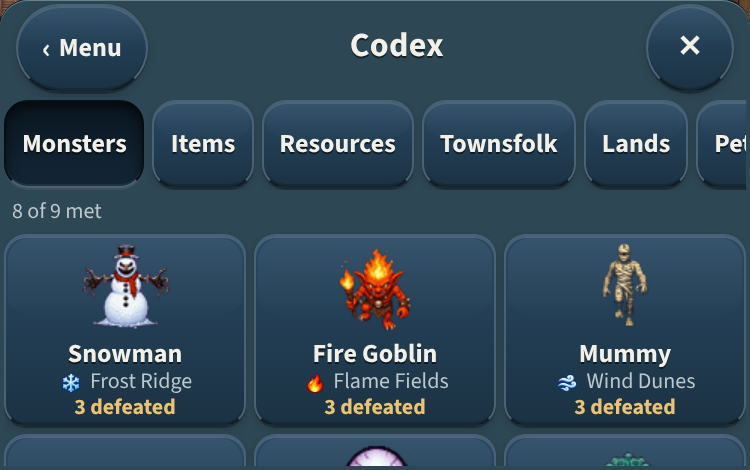 ‹ Menu
Codex
✕
Monsters
Items
Resources
Townsfolk
Lands
8 of 9 met
Snowman
Frost Ridge
3 defeated
Fire Goblin
Flame Fields
3 defeated
Mummy
Wind Dunes
3 defeated